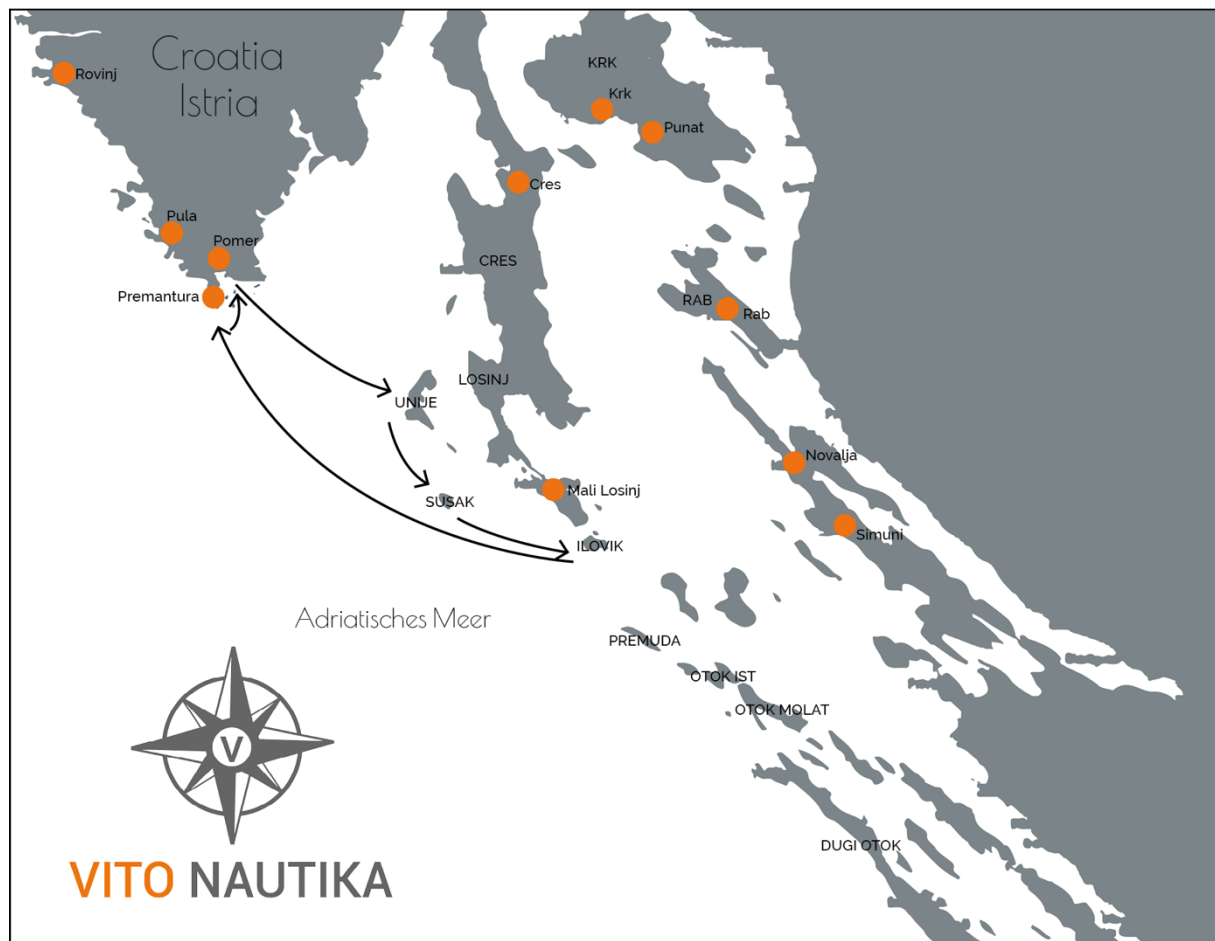 Croatia
Istria
Rovinj
KRK
Krk
Punat
Cres
Pula
Pomer
CRES
Premantura
RAB
Rab
LOSINJ
UNIJE
Novalja
Mali Losinj
SUSAK
Simuni
ILOVIK
Adriatisches Meer
PREMUDA
OTOK IST
OTOK MOLAT
V
DUGI OTOK
VITO NAUTIKA